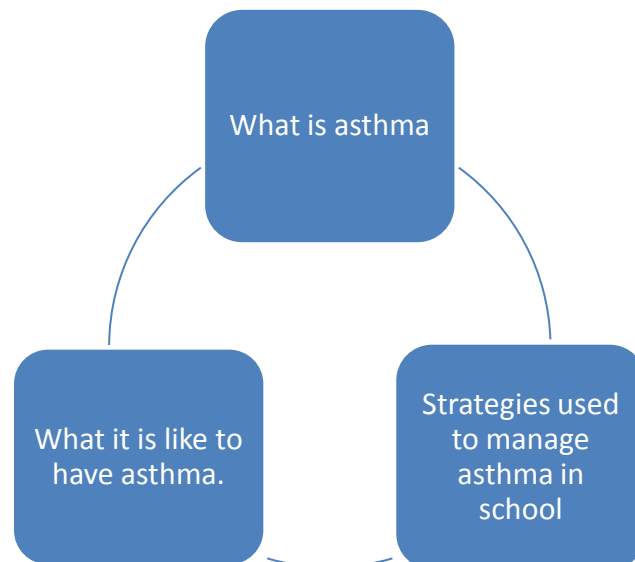 What is asthma
What it is like to
have asthma.
Strategies used
to manage
asthma in
school